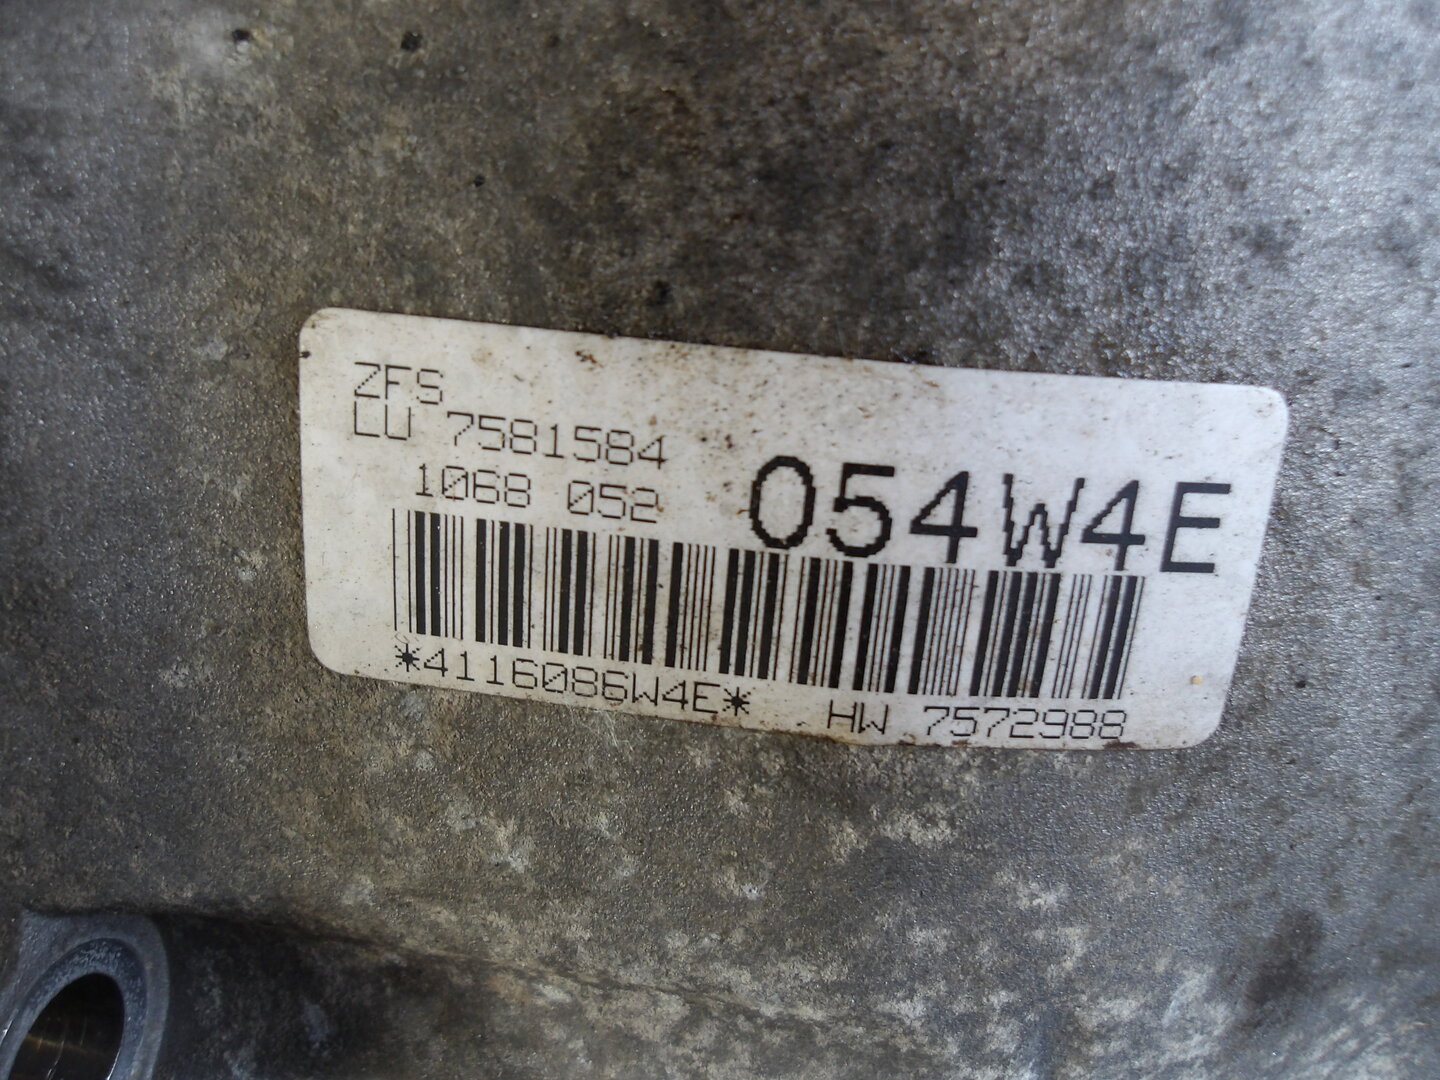 ZFS
LU 7581584
1068 052
054W4E
*4116086W4E*
HW 7572988